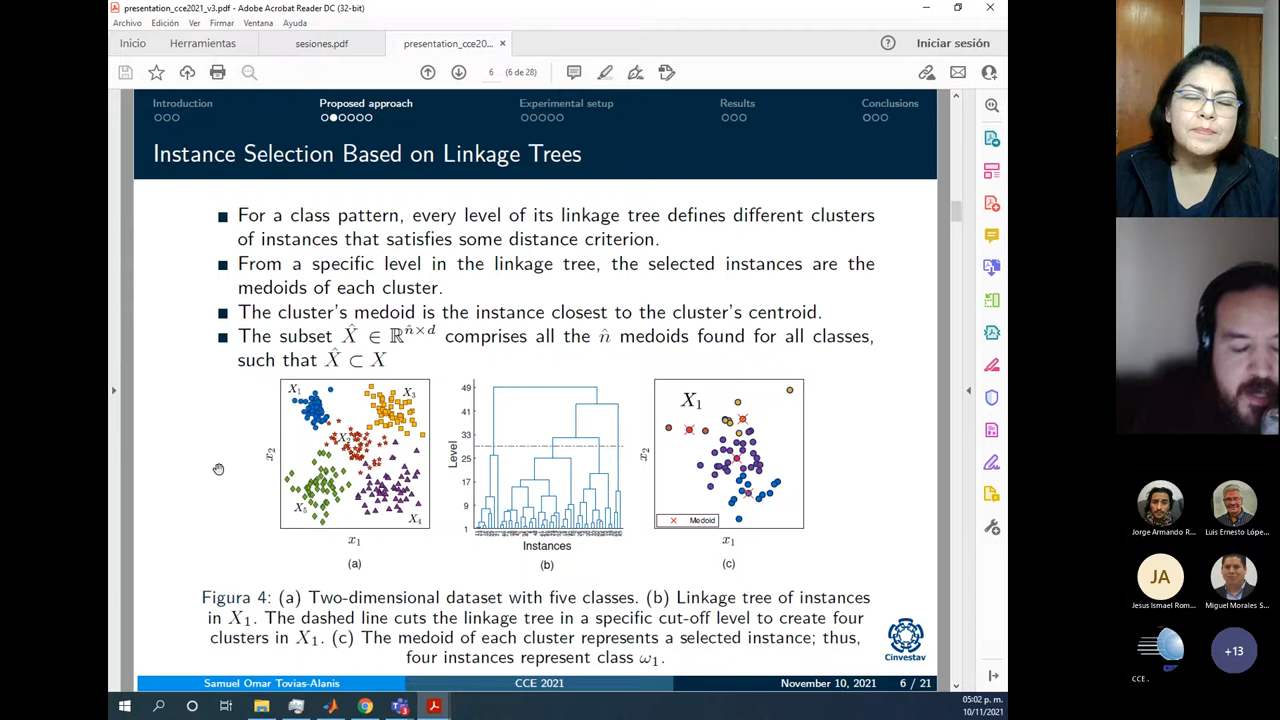 presentation_cce2021_v3.pdf - Adobe Acrobat Reader DC (32-bit)
Archivo Edición Ver Firmar Ventana Ayuda
Inicio Herramientas sesiones.pdf presentation_cce20... × Iniciar sesión
6 (6 de 28)
Introduction Proposed approach Experimental setup Results Conclusions
Instance Selection Based on Linkage Trees
For a class pattern, every level of its linkage tree defines different clusters
of instances that satisfies some distance criterion.
From a specific level in the linkage tree, the selected instances are the
medoids of each cluster.
The cluster's medoid is the instance closest to the cluster's centroid.
The subset X̂ ∈ ℝ^{n̂×d} comprises all the n̂ medoids found for all classes,
such that X̂ ⊂ X
X₁ X₃ X₂ X₅ X₄
x₂
x₁
(a)
49
41
33
25
17
9
1
Level
Instances
(b)
X₁
x₂
× Medoid
x₁
(c)
Figura 4: (a) Two-dimensional dataset with five classes. (b) Linkage tree of instances
in X₁. The dashed line cuts the linkage tree in a specific cut-off level to create four
clusters in X₁. (c) The medoid of each cluster represents a selected instance; thus,
four instances represent class ω₁.
Cinvestav
Samuel Omar Tovias-Alanis CCE 2021 November 10, 2021 6 / 21
05:02 p. m.
10/11/2021
Jorge Armando R... Luis Ernesto Lópe...
JA
Jesus Ismael Rom... Miguel Morales S...
+13
CCE .